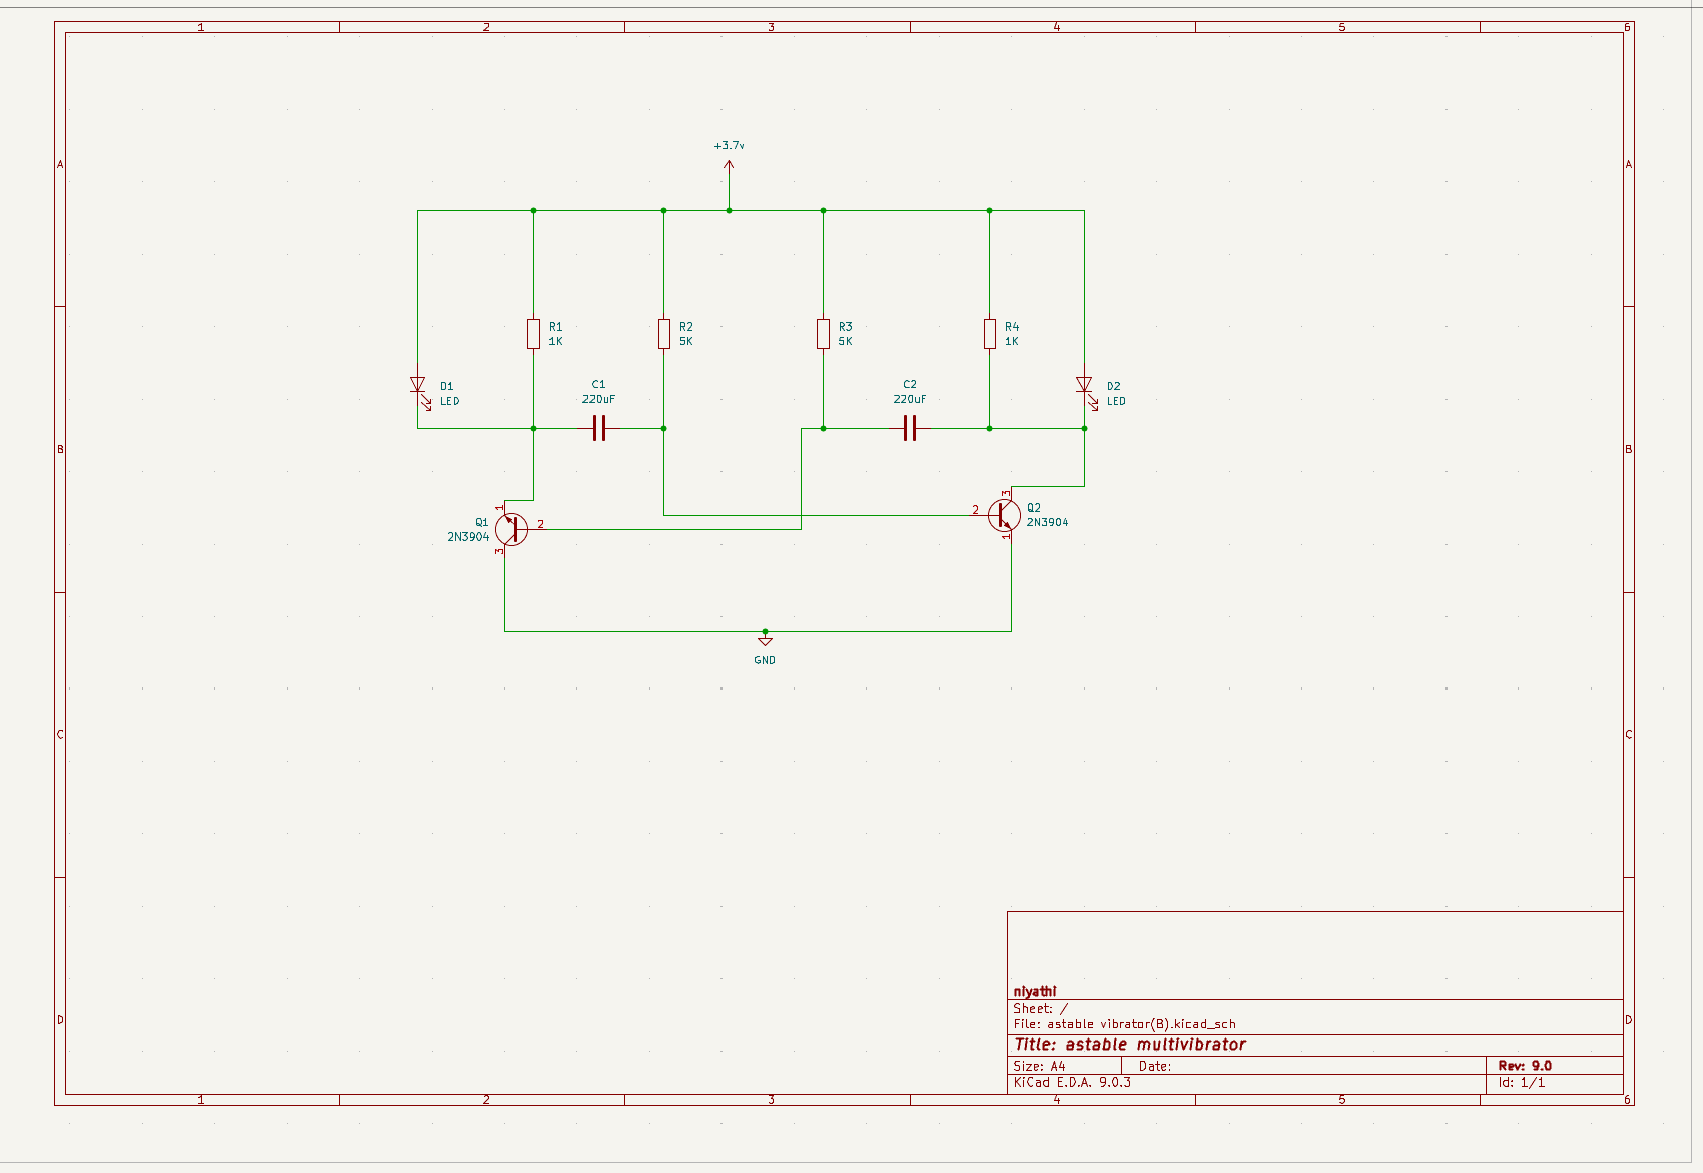 1 2 3 4 5 6
+3.7v
A A
R1 R2 R3 R4
1K 5K 5K 1K
D1 C1 C2 D2
LED 220uF 220uF LED
B B
3
1 2 Q2
Q1 2 2N3904
2N3904 1
3
GND
C C
niyathi
Sheet: /
D D
File: astable vibrator(B).kicad_sch
Title: astable multivibrator
Size: A4 Date: Rev: 9.0
KiCad E.D.A. 9.0.3 Id: 1/1
1 2 3 4 5 6